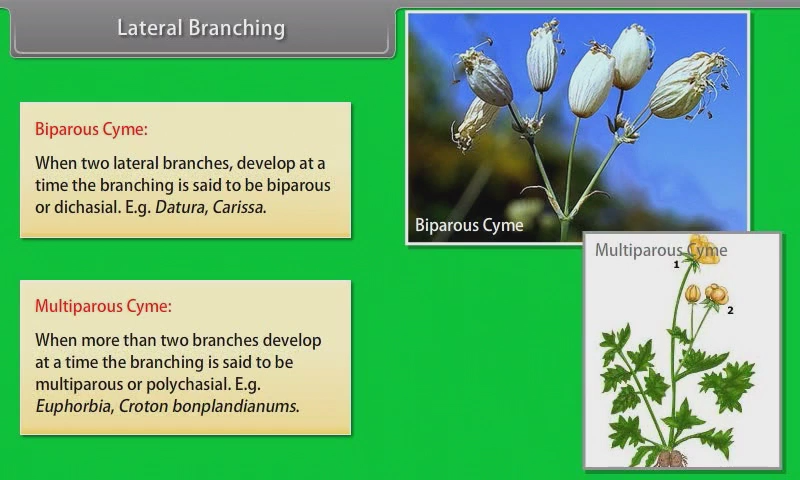 Lateral Branching
Biparous Cyme:
When two lateral branches, develop at a
time the branching is said to be biparous
or dichasial. E.g. Datura, Carissa.
Multiparous Cyme:
When more than two branches develop
at a time the branching is said to be
multiparous or polychasial. E.g.
Euphorbia, Croton bonplandianums.
Biparous Cyme
Multiparous Cyme
1
2